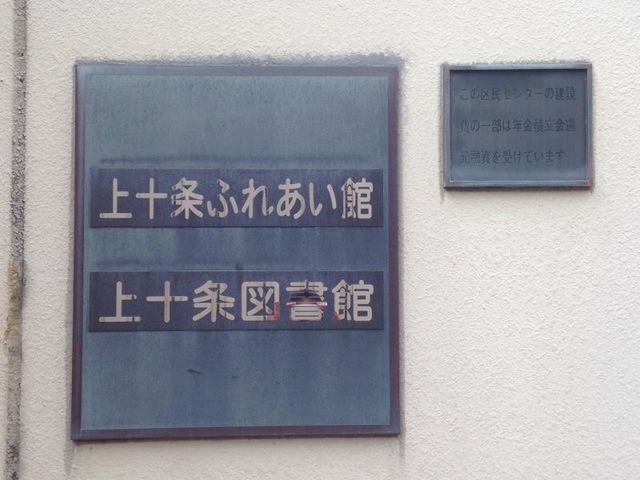 上十条ふれあい館
上十条図書館
この区民センターの建設
費の一部は年金積立金還
元融資を受けています